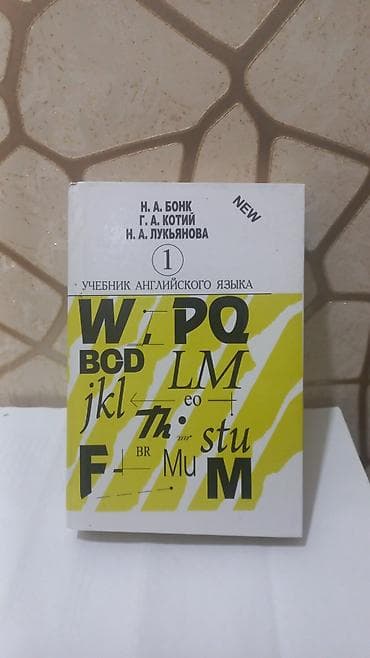 Н. А. БОНК
Г. А. КОТИЙ
Н. А. ЛУКЬЯНОВА
NEW
1
УЧЕБНИК АНГЛИЙСКОГО ЯЗЫКА
W : PQ
BCD
LM
jkl
eo
Th
stu
BR
F
Mu
M